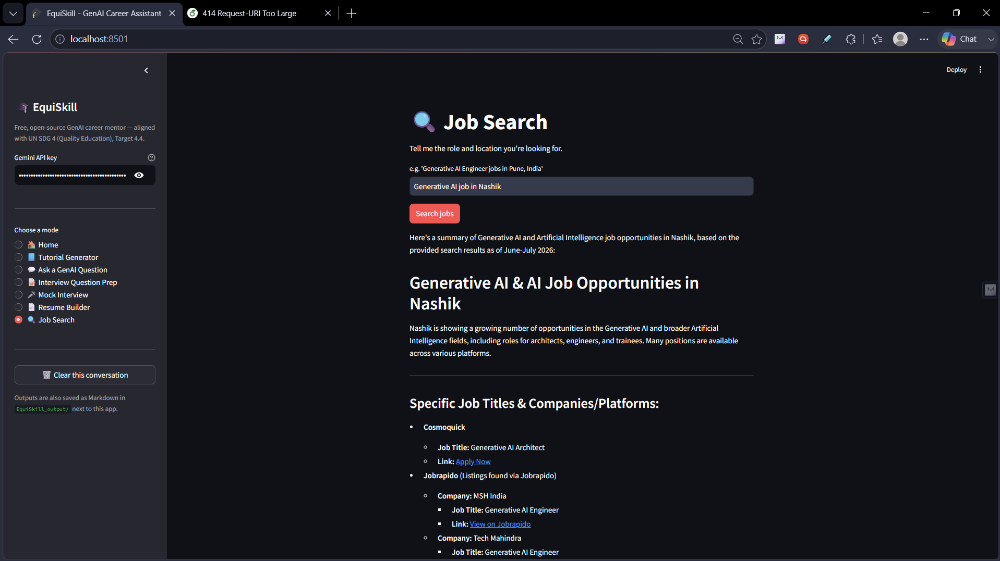 EquiSkill - GenAI Career Assistant
414 Request-URI Too Large
localhost:8501
Chat
Deploy
EquiSkill
Free, open-source GenAI career mentor — aligned
with UN SDG 4 (Quality Education), Target 4.4.
Gemini API key
Choose a mode
Home
Tutorial Generator
Ask a GenAI Question
Interview Question Prep
Mock Interview
Resume Builder
Job Search
Clear this conversation
Outputs are also saved as Markdown in
EquiSkill_output/ next to this app.
Job Search
Tell me the role and location you're looking for.
e.g. 'Generative AI Engineer jobs in Pune, India'
Generative AI job in Nashik
Search jobs
Here's a summary of Generative AI and Artificial Intelligence job opportunities in Nashik, based on the
provided search results as of June-July 2026:
Generative AI & AI Job Opportunities in
Nashik
Nashik is showing a growing number of opportunities in the Generative AI and broader Artificial
Intelligence fields, including roles for architects, engineers, and trainees. Many positions are available
across various platforms.
Specific Job Titles & Companies/Platforms:
Cosmoquick
Job Title: Generative AI Architect
Link: Apply Now
Jobrapido (Listings found via Jobrapido)
Company: MSH India
Job Title: Generative AI Engineer
Link: View on Jobrapido
Company: Tech Mahindra
Job Title: Generative AI Engineer